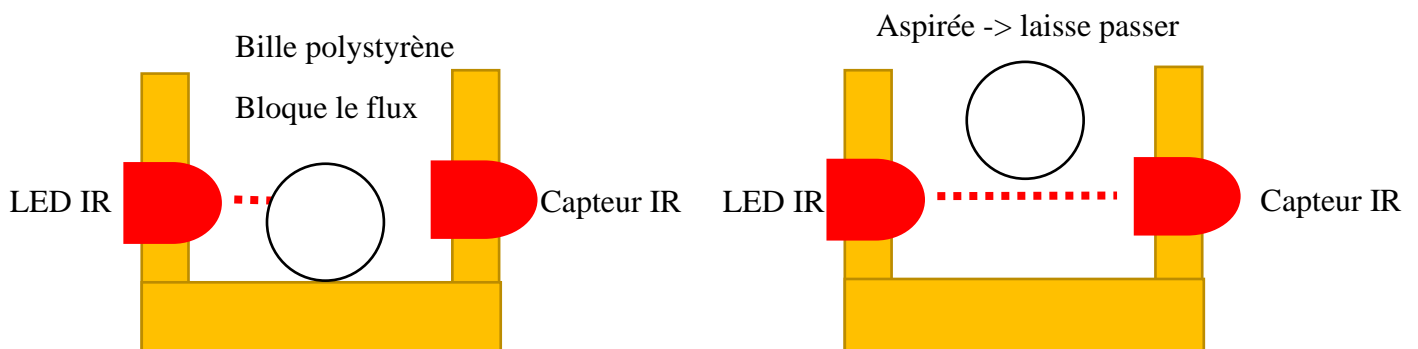 Bille polystyrène
Bloque le flux
LED IR
Capteur IR
Aspirée -> laisse passer
LED IR
Capteur IR